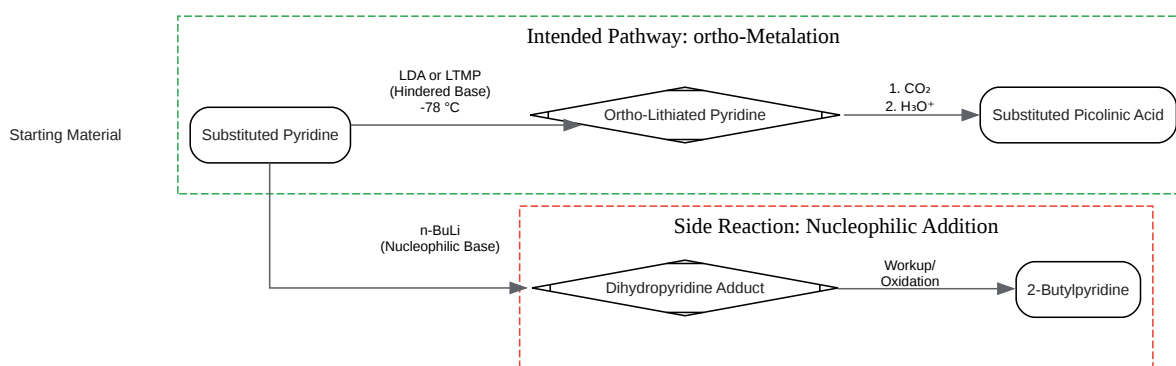 Intended Pathway: ortho-Metalation
LDA or LTMP
(Hindered Base)
-78 °C
1. CO₂
2. H₃O⁺
Starting Material
Substituted Pyridine
Ortho-Lithiated Pyridine
Substituted Picolinic Acid
Side Reaction: Nucleophilic Addition
n-BuLi
(Nucleophilic Base)
Workup/
Oxidation
Dihydropyridine Adduct
2-Butylpyridine